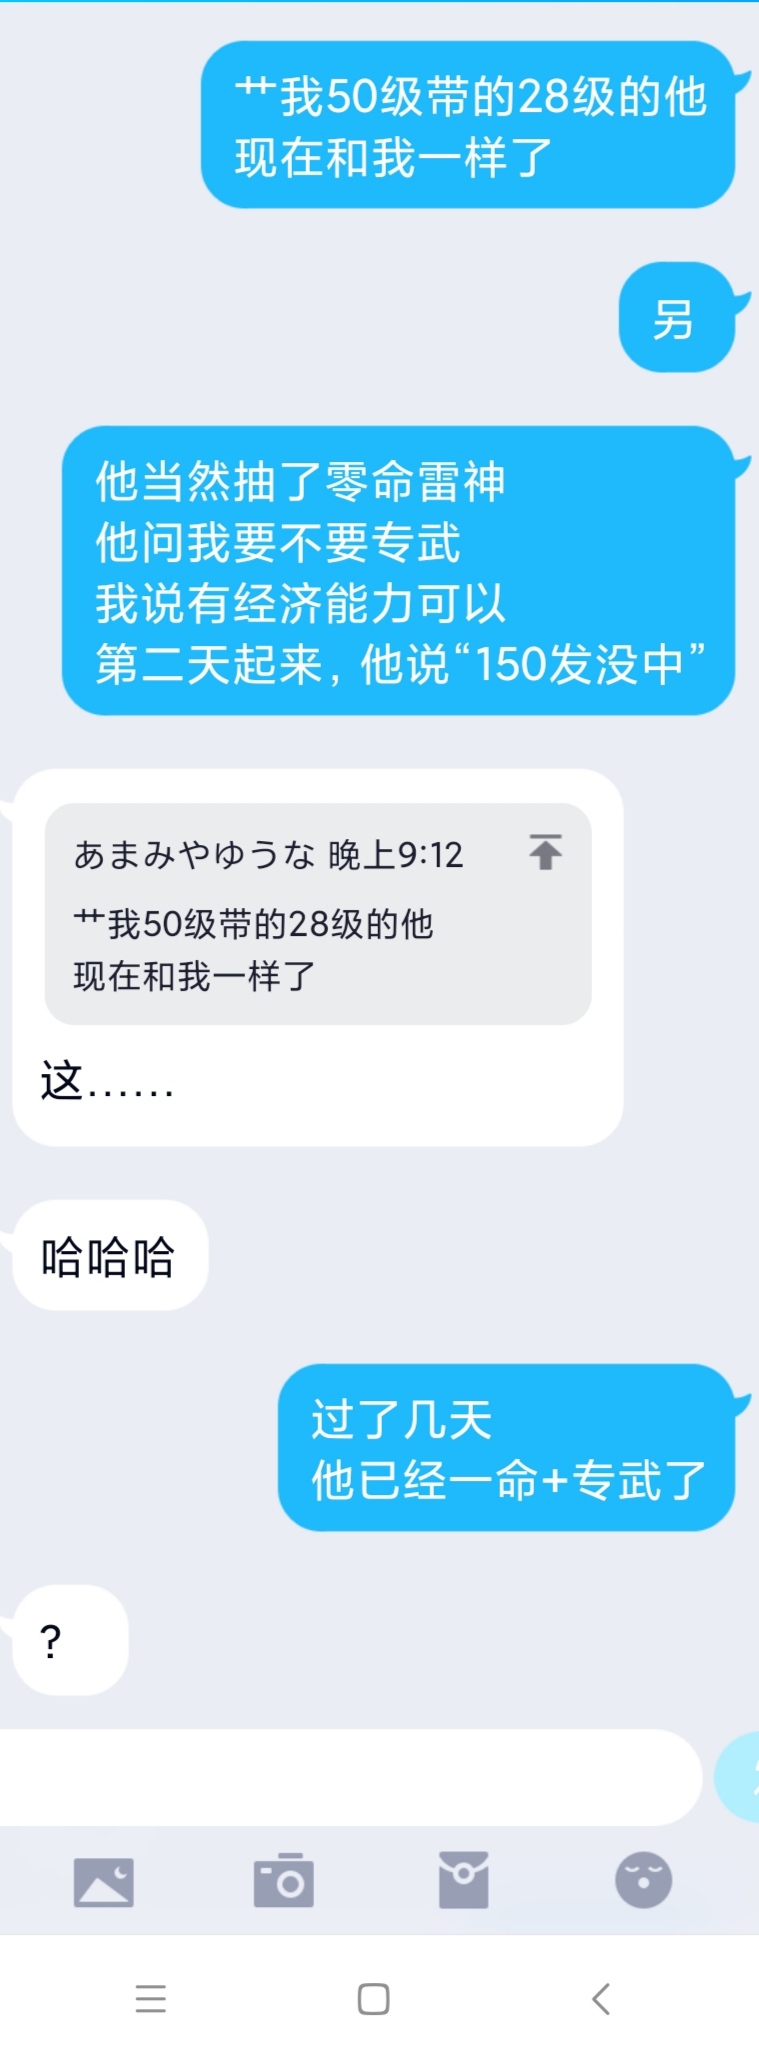 艹我50级带的28级的他
现在和我一样了
另
他当然抽了零命雷神
他问我要不要专武
我说有经济能力可以
第二天起来，他说“150发没中”
あまみやゆうな 晚上9:12
艹我50级带的28级的他
现在和我一样了
这……
哈哈哈
过了几天
他已经一命+专武了
?